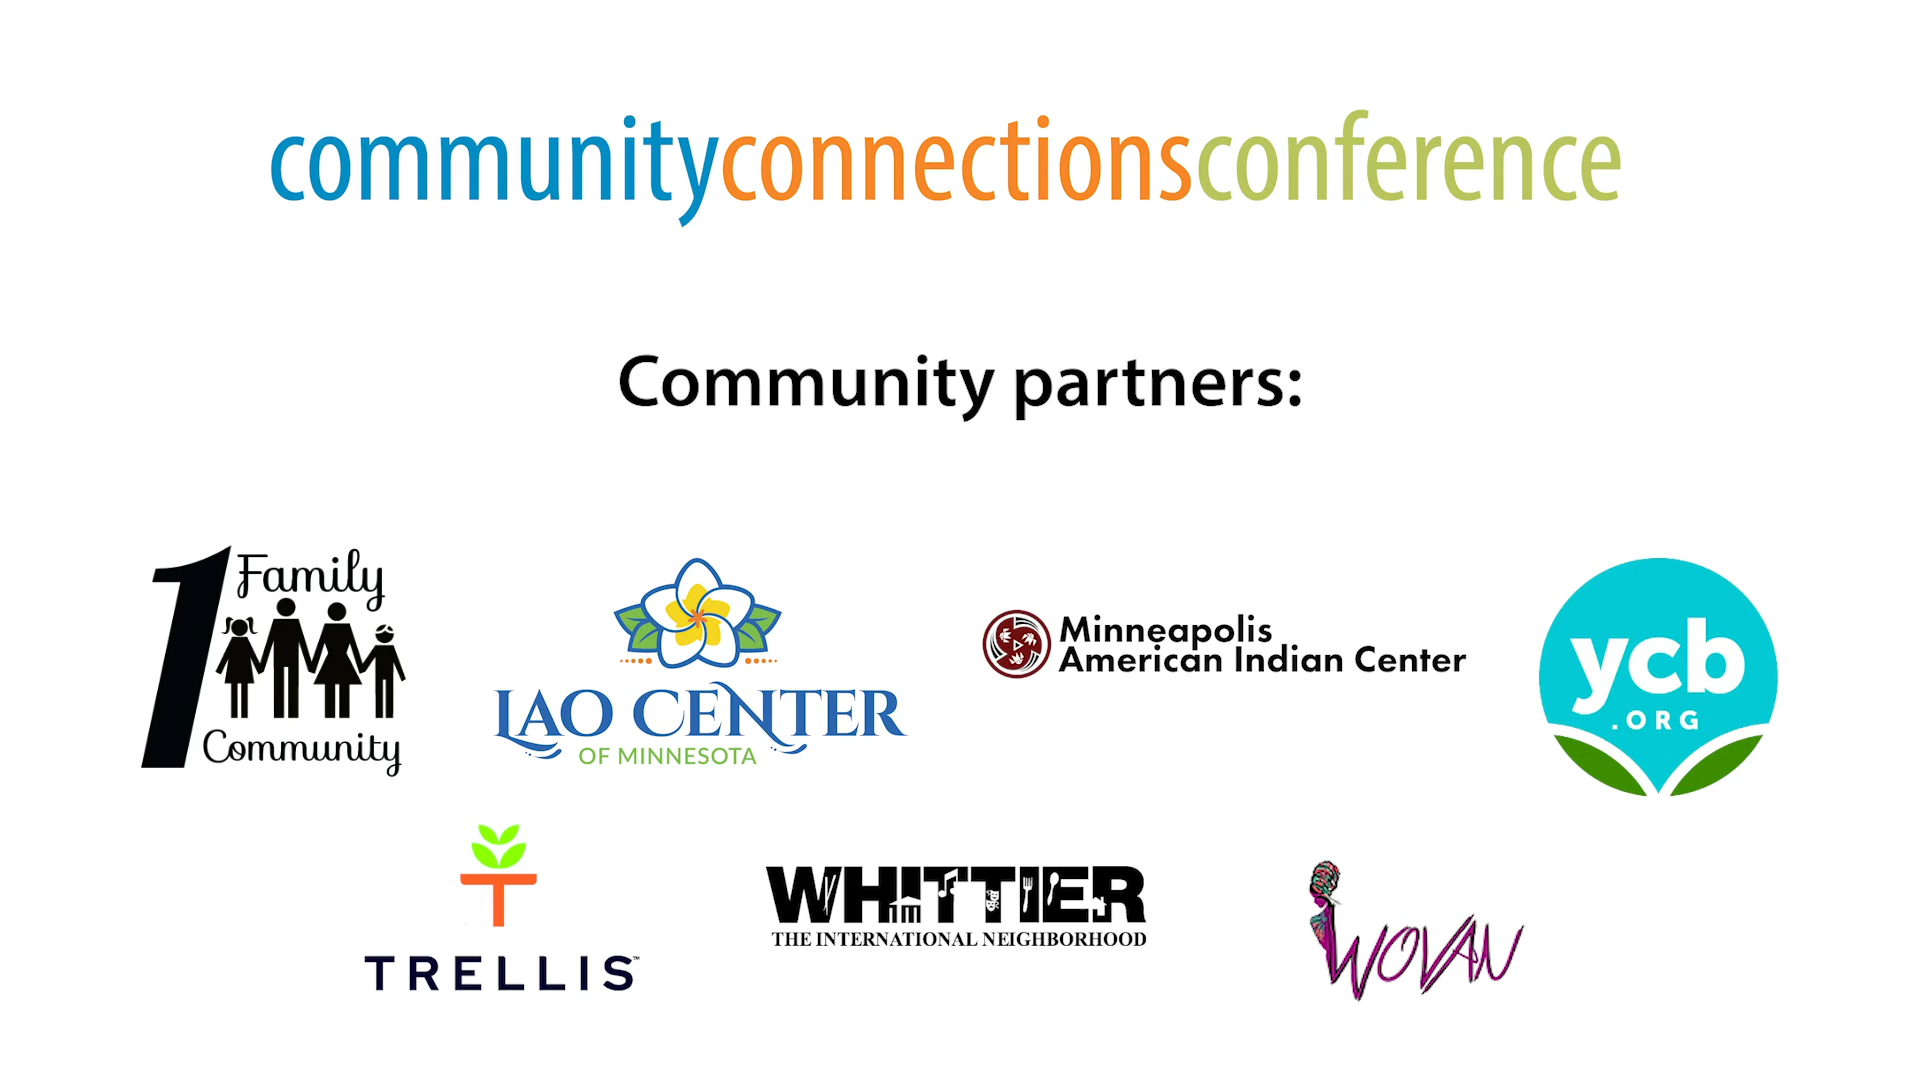 communityconnectionsconference
Community partners:
1 Family
Community
LAO CENTER
OF MINNESOTA
Minneapolis
American Indian Center
ycb
.ORG
TRELLIS™
WHITTIER
THE INTERNATIONAL NEIGHBORHOOD
WOVAN